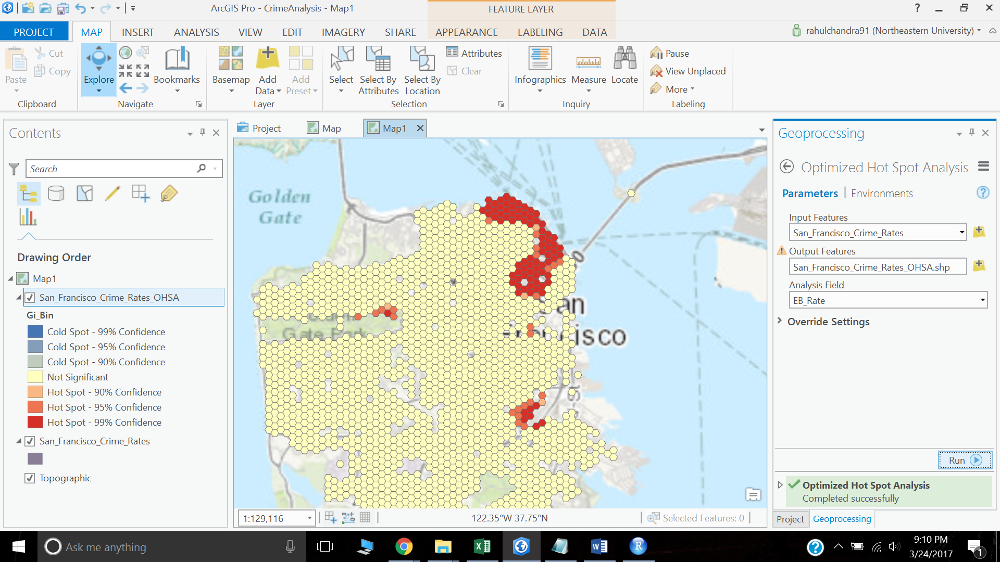 ArcGIS Pro - CrimeAnalysis - Map1
FEATURE LAYER
?
PROJECT
MAP
INSERT
ANALYSIS
VIEW
EDIT
IMAGERY
SHARE
APPEARANCE
LABELING
DATA
rahulchandra91 (Northeastern University)
Paste
Cut
Copy
Clipboard
Explore
Bookmarks
Navigate
Basemap
Add
Data
Add
Preset
Layer
Select
Select By
Attributes
Select By
Location
Attributes
Clear
Selection
Infographics
Measure
Locate
Inquiry
Pause
View Unplaced
More
Labeling
Contents
Search
Drawing Order
Map1
San_Francisco_Crime_Rates_OHSA
Gi_Bin
Cold Spot - 99% Confidence
Cold Spot - 95% Confidence
Cold Spot - 90% Confidence
Not Significant
Hot Spot - 90% Confidence
Hot Spot - 95% Confidence
Hot Spot - 99% Confidence
San_Francisco_Crime_Rates
Topographic
Project
Map
Map1
Golden
Gate
Gate Park
1:129,116
122.35°W 37.75°N
Selected Features: 0
Geoprocessing
Optimized Hot Spot Analysis
Parameters
Environments
?
Input Features
San_Francisco_Crime_Rates
Output Features
San_Francisco_Crime_Rates_OHSA.shp
Analysis Field
EB_Rate
Override Settings
Run
Optimized Hot Spot Analysis
Completed successfully
Project
Geoprocessing
Ask me anything
9:10 PM
3/24/2017
1